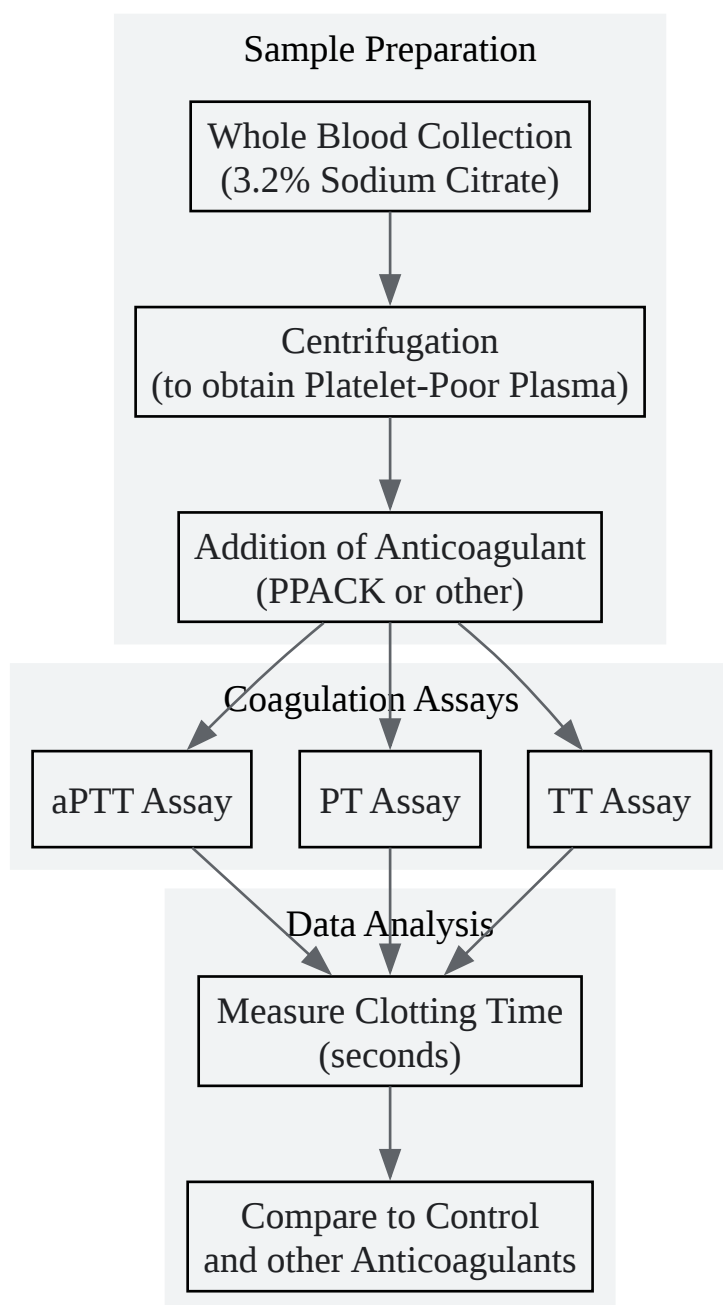 Sample Preparation
Whole Blood Collection
(3.2% Sodium Citrate)
Centrifugation
(to obtain Platelet-Poor Plasma)
Addition of Anticoagulant
(PPACK or other)
Coagulation Assays
aPTT Assay
PT Assay
TT Assay
Data Analysis
Measure Clotting Time
(seconds)
Compare to Control
and other Anticoagulants